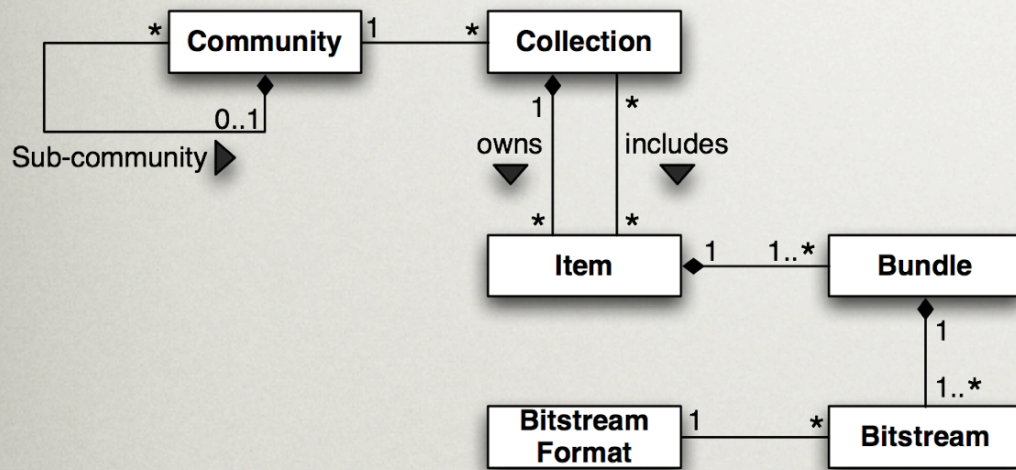 * Community 1 * Collection
0..1 1 *
Sub-community owns includes
* *
Item 1 1..* Bundle
1
1..*
Bitstream Format 1 * Bitstream